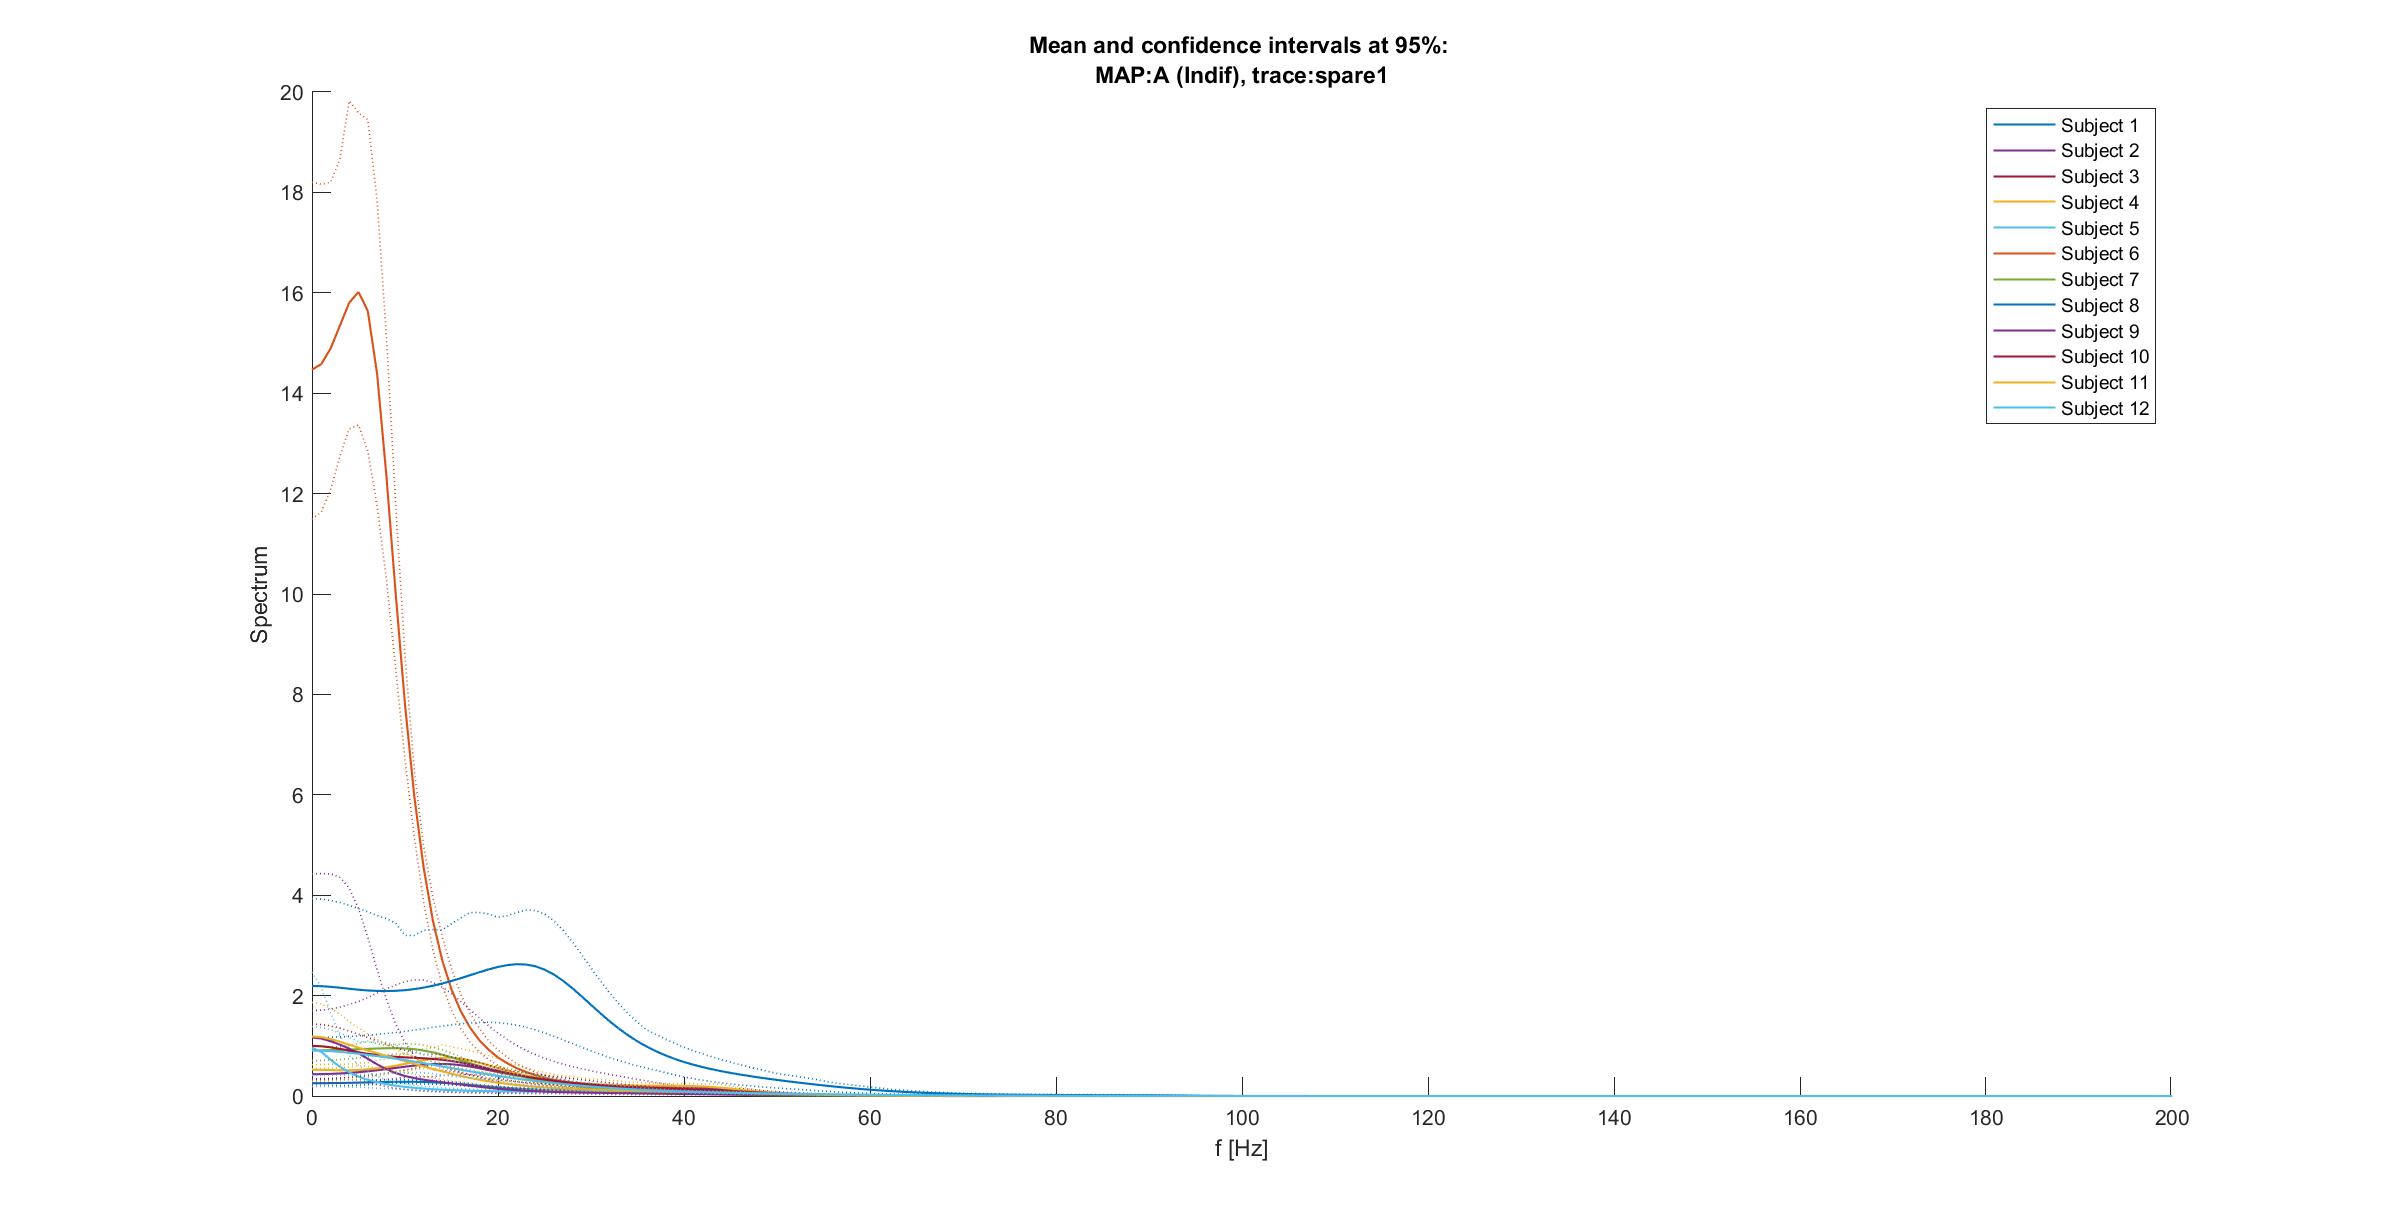 Mean and confidence intervals at 95%:
MAP:A (Indif), trace:spare1
20
18
16
14
12
10
8
6
4
2
0
Spectrum
Subject 1
Subject 2
Subject 3
Subject 4
Subject 5
Subject 6
Subject 7
Subject 8
Subject 9
Subject 10
Subject 11
Subject 12
0 20 40 60 80 100 120 140 160 180 200
f [Hz]